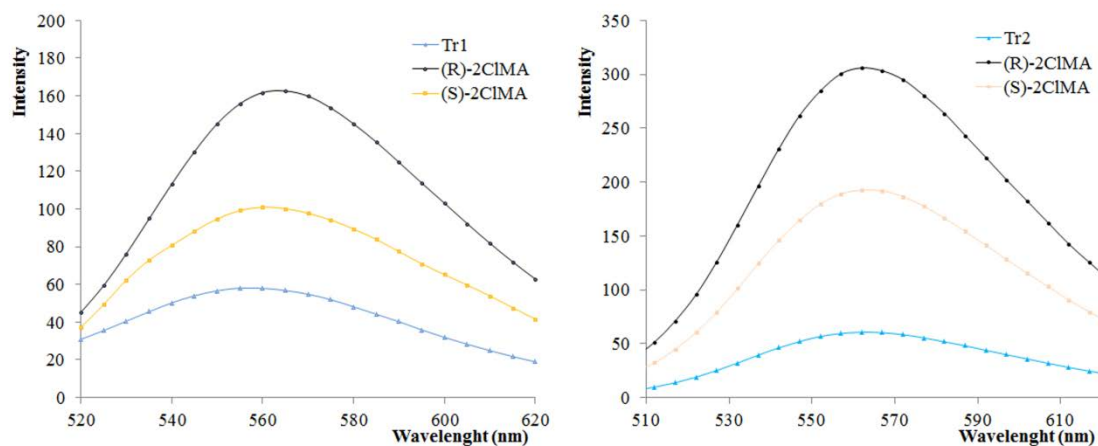 Intensity
200
180
160
140
120
100
80
60
40
20
0
520 540 560 580 600 620
Wavelenght (nm)
Tr1
(R)-2ClMA
(S)-2ClMA
Intensity
350
300
250
200
150
100
50
0
510 530 550 570 590 610
Wavelenght (nm)
Tr2
(R)-2ClMA
(S)-2ClMA